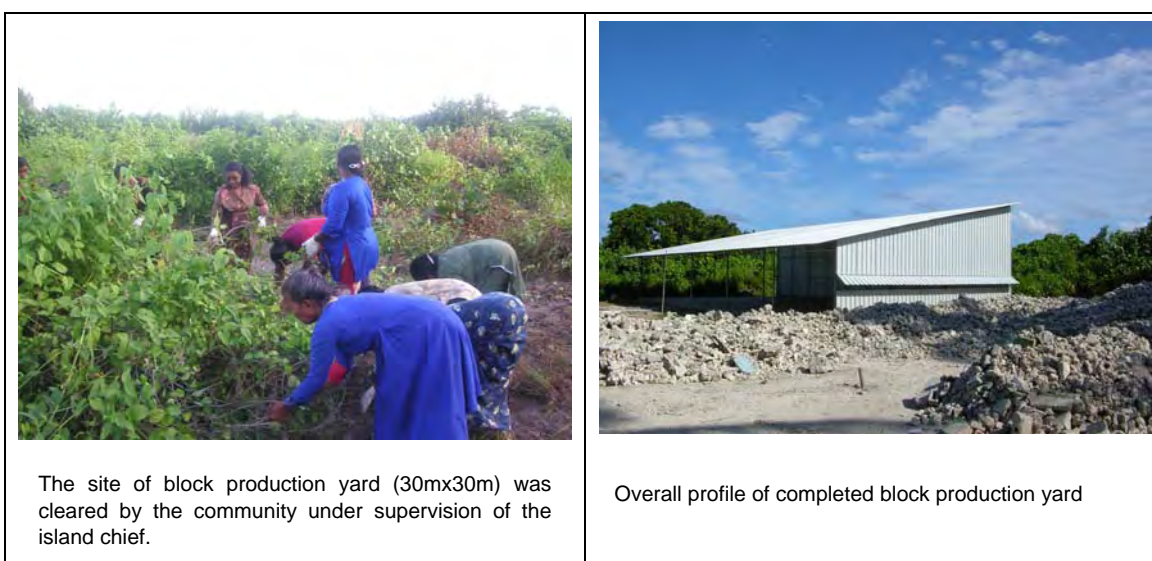 The site of block production yard (30mx30m) was
cleared by the community under supervision of the
island chief.
Overall profile of completed block production yard